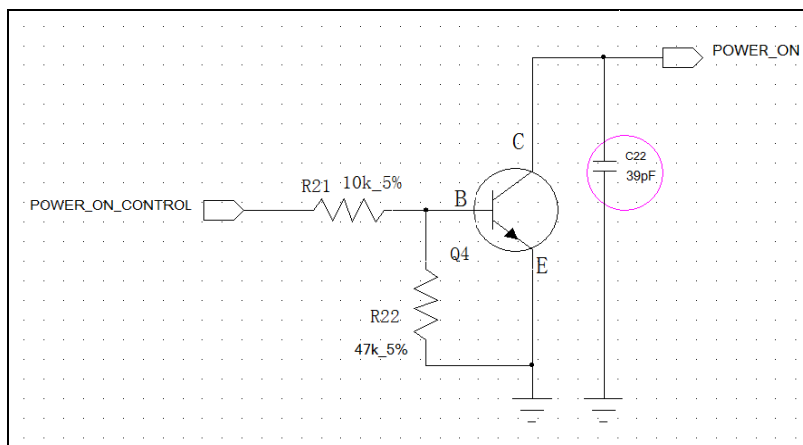 POWER_ON
C
C22
39pF
R21 10k_5%
B
POWER_ON_CONTROL
Q4
E
R22
47k_5%